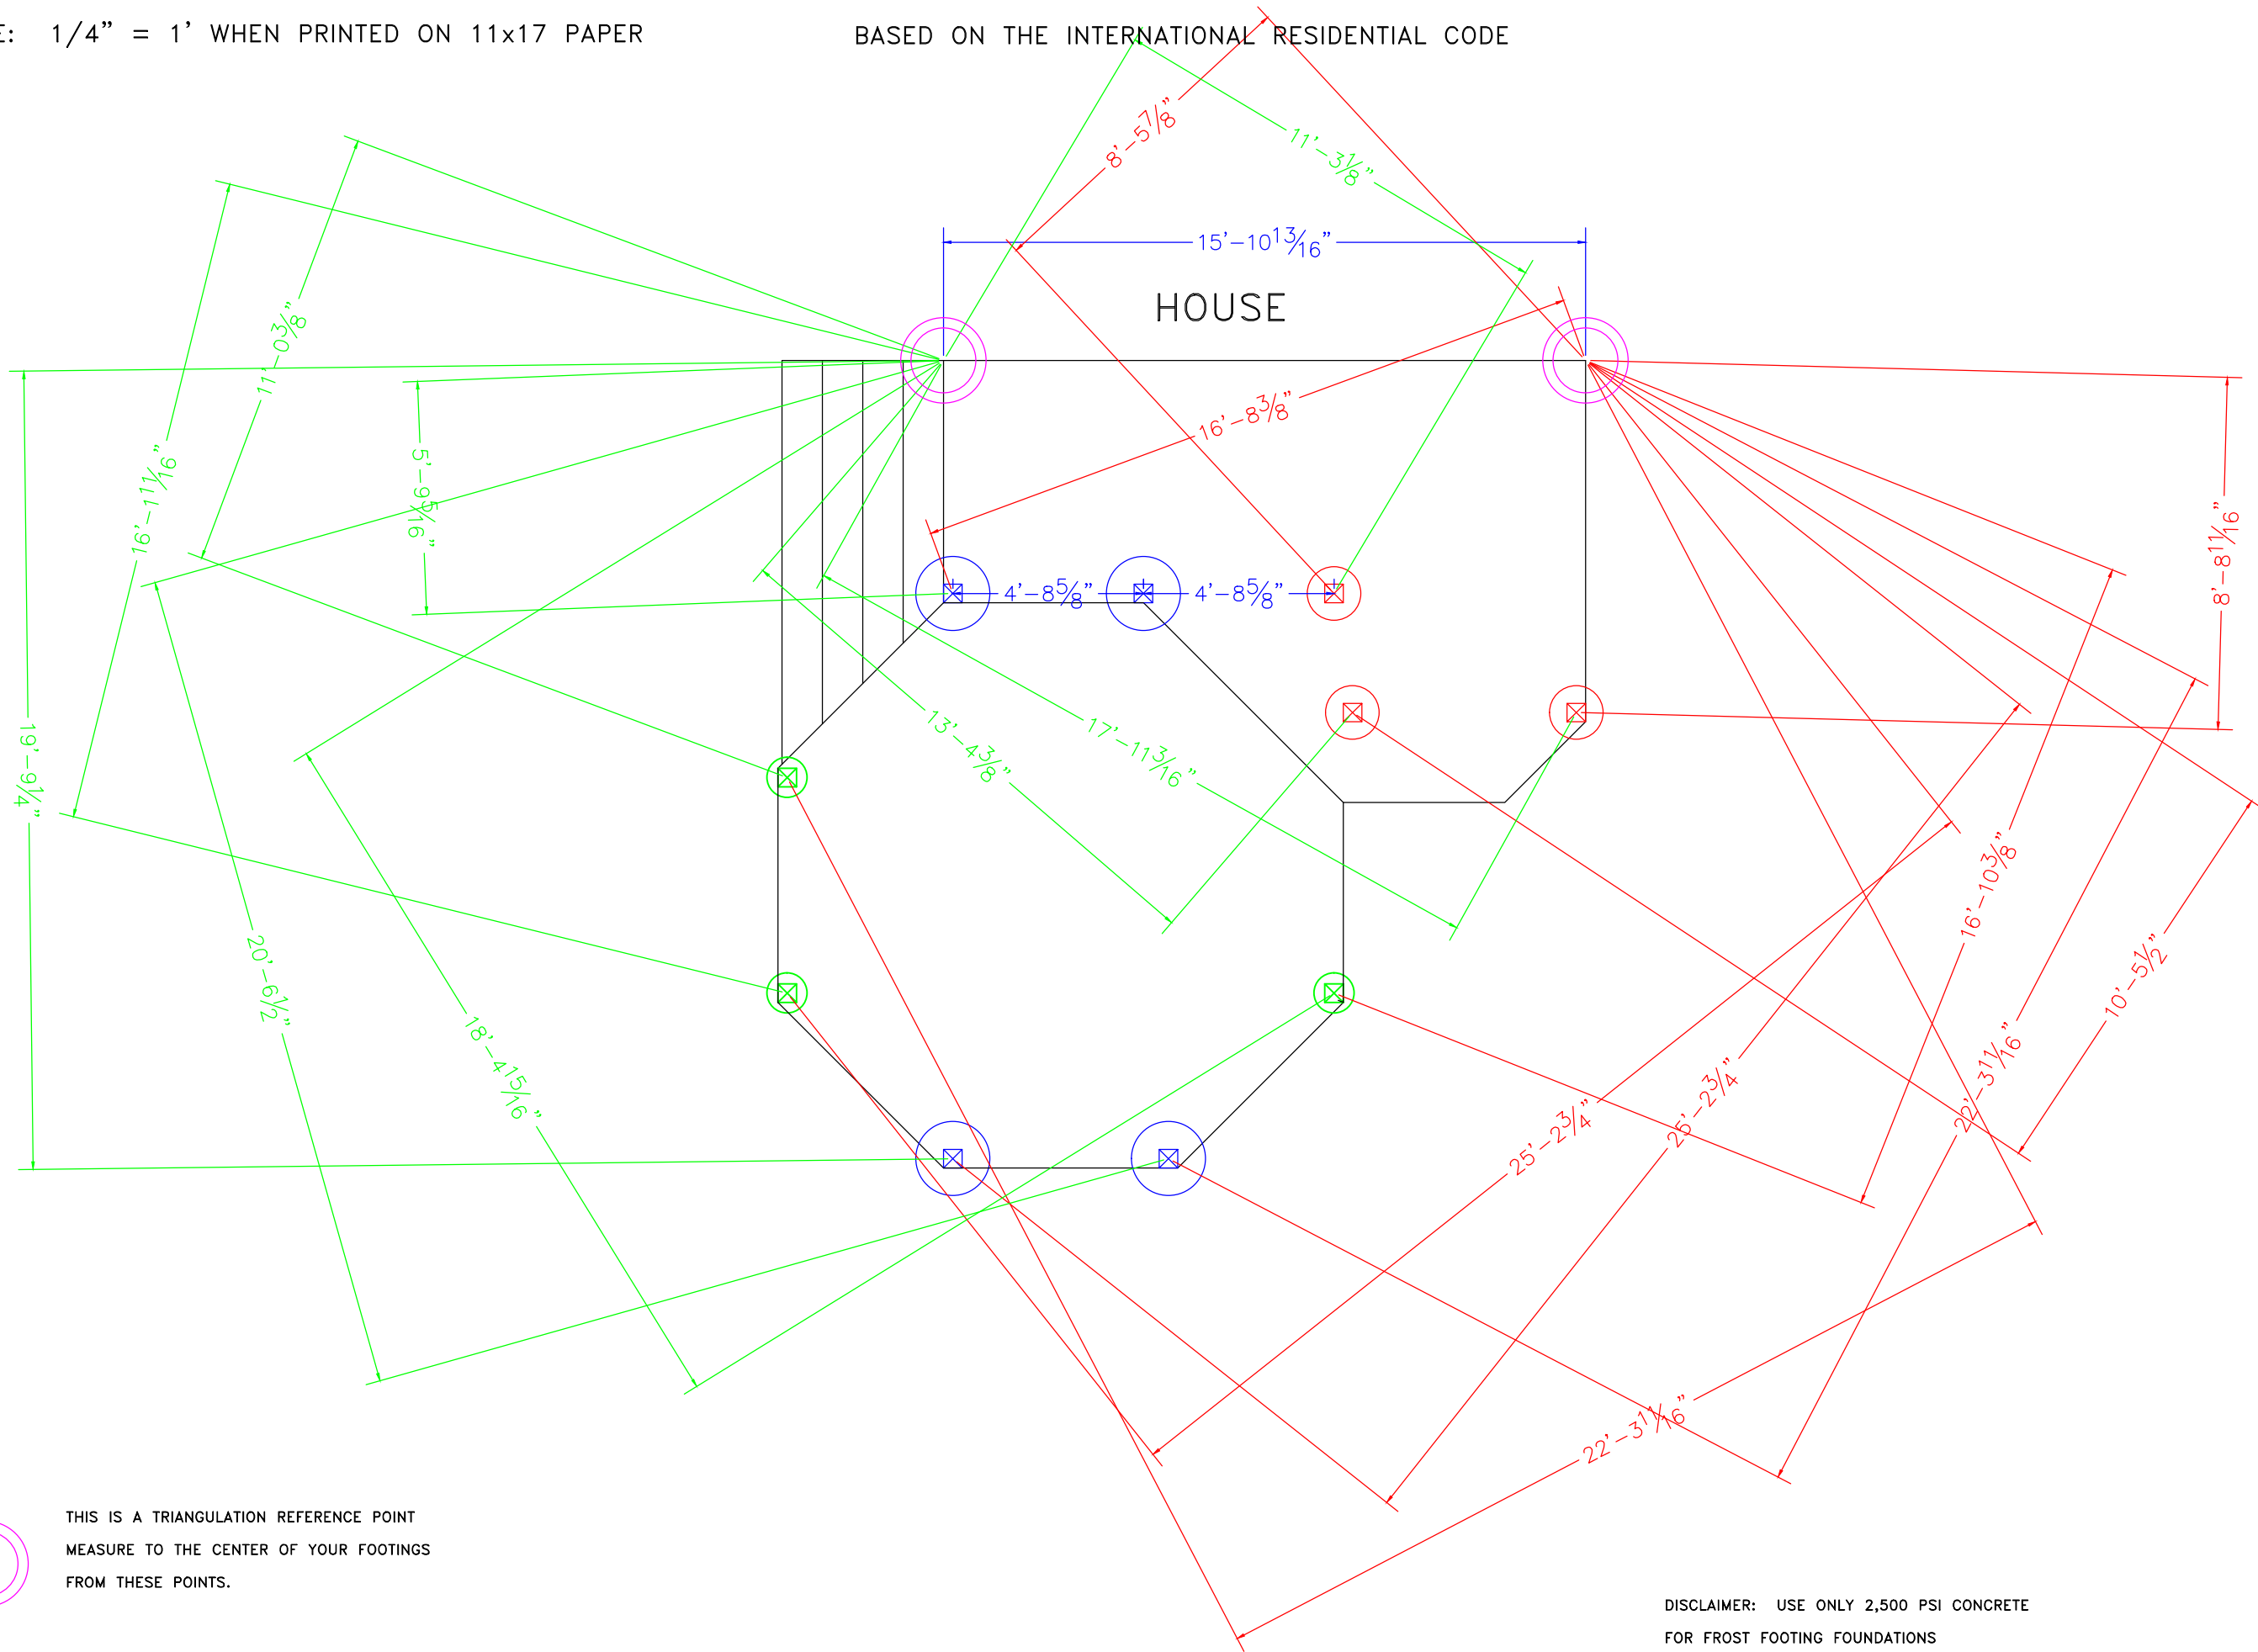 E: 1/4” = 1’ WHEN PRINTED ON 11x17 PAPER
BASED ON THE INTERNATIONAL RESIDENTIAL CODE
8’-5 7/8”
11’-3 1/8”
15’-10 13/16”
HOUSE
11’-0 3/8”
16’-8 3/8”
16’-1 11/16”
5’-9 5/16”
8’-8 11/16”
4’-8 5/8”
4’-8 5/8”
19’-9 1/4”
13’-4 3/8”
17’-11 3/16”
16’-10 3/8”
20’-6 1/2”
10’-5 1/2”
18’-4 15/16”
25’-2 3/4”
25’-2 3/4”
22’-3 11/16”
22’-3 11/16”
THIS IS A TRIANGULATION REFERENCE POINT
MEASURE TO THE CENTER OF YOUR FOOTINGS
FROM THESE POINTS.
DISCLAIMER: USE ONLY 2,500 PSI CONCRETE
FOR FROST FOOTING FOUNDATIONS